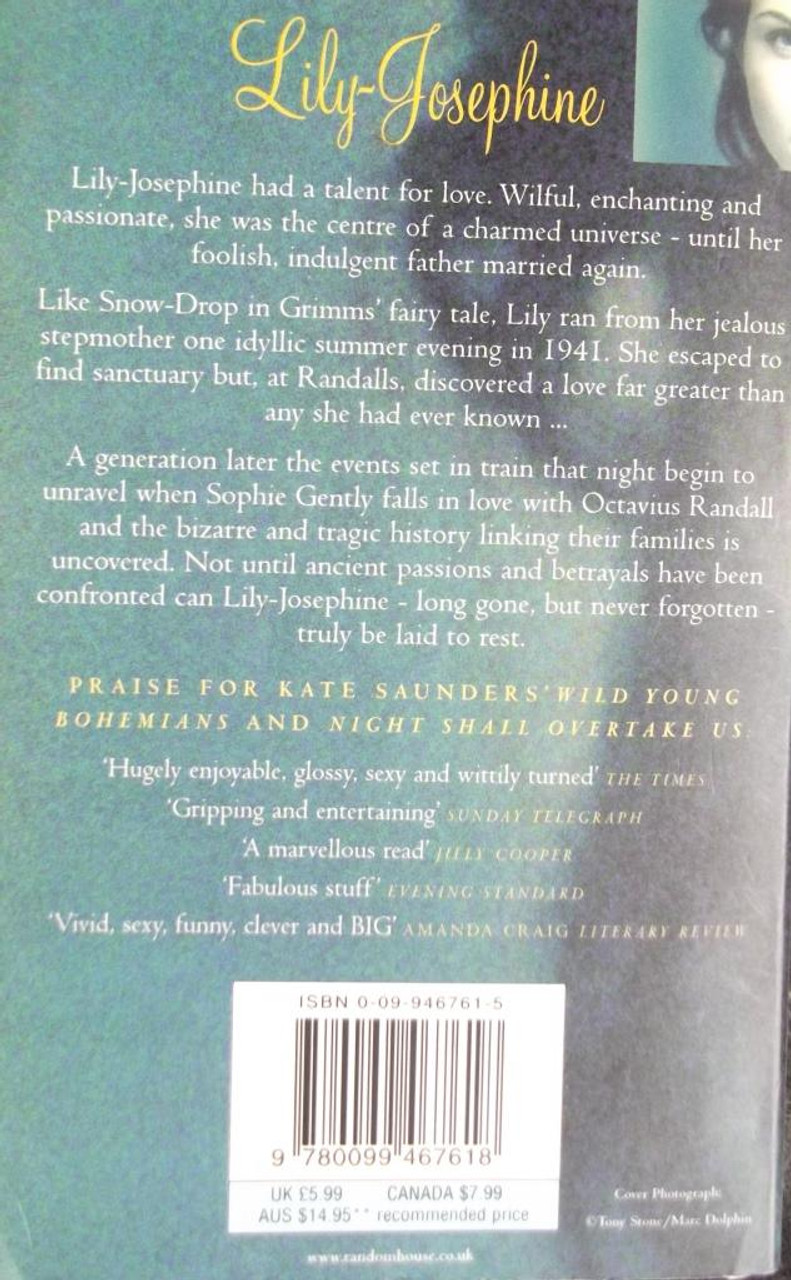 Lily-Josephine
Lily-Josephine had a talent for love. Wilful, enchanting and
passionate, she was the centre of a charmed universe - until her
foolish, indulgent father married again.
Like Snow-Drop in Grimms' fairy tale, Lily ran from her jealous
stepmother one idyllic summer evening in 1941. She escaped to
find sanctuary but, at Randalls, discovered a love far greater than
any she had ever known ...
A generation later the events set in train that night begin to
unravel when Sophie Gently falls in love with Octavius Randall
and the bizarre and tragic history linking their families is
uncovered. Not until ancient passions and betrayals have been
confronted can Lily-Josephine - long gone, but never forgotten -
truly be laid to rest.
PRAISE FOR KATE SAUNDERS' WILD YOUNG
BOHEMIANS AND NIGHT SHALL OVERTAKE US:
'Hugely enjoyable, glossy, sexy and wittily turned' THE TIMES
'Gripping and entertaining' SUNDAY TELEGRAPH
'A marvellous read' JILLY COOPER
'Fabulous stuff' EVENING STANDARD
'Vivid, sexy, funny, clever and BIG' AMANDA CRAIG LITERARY REVIEW
ISBN 0-09-946761-5
9 780099 467618
UK £5.99 CANADA $7.99
AUS $14.95** recommended price
Cover Photograph:
©Tony Stone/Marc Dolphin
www.randomhouse.co.uk